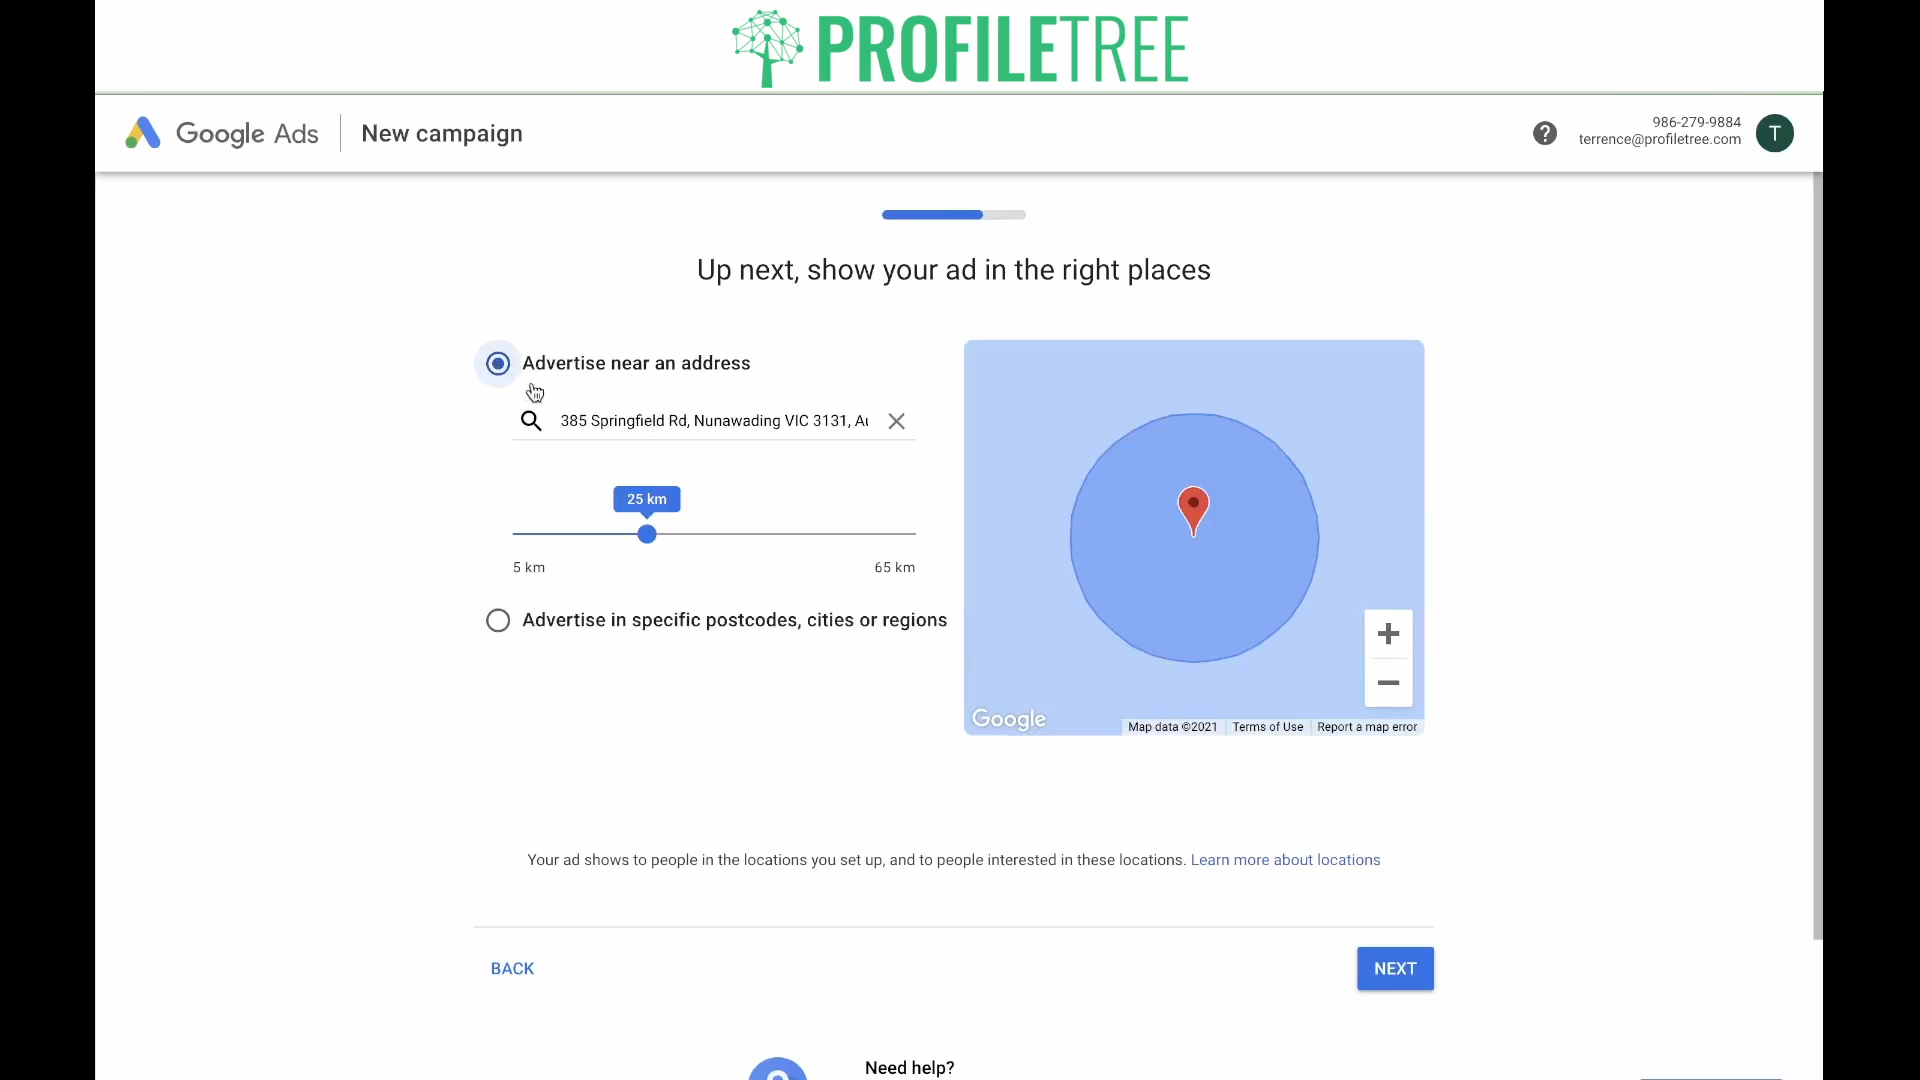 PROFILETREE
Google Ads
New campaign
986-279-9884
terrence@profiletree.com
T
Up next, show your ad in the right places
Advertise near an address
385 Springfield Rd, Nunawading VIC 3131, Au
25 km
5 km
65 km
Advertise in specific postcodes, cities or regions
Google
Map data ©2021
Terms of Use
Report a map error
Your ad shows to people in the locations you set up, and to people interested in these locations. Learn more about locations
BACK
NEXT
Need help?